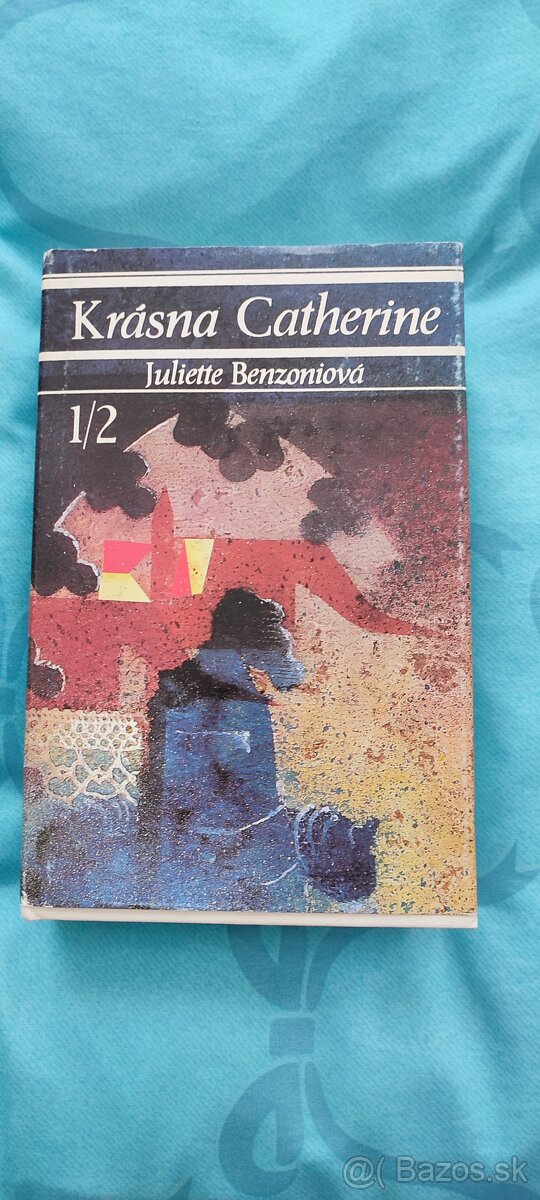 Krásna Catherine
Juliette Benzoniová
1/2
@( Bazos.sk